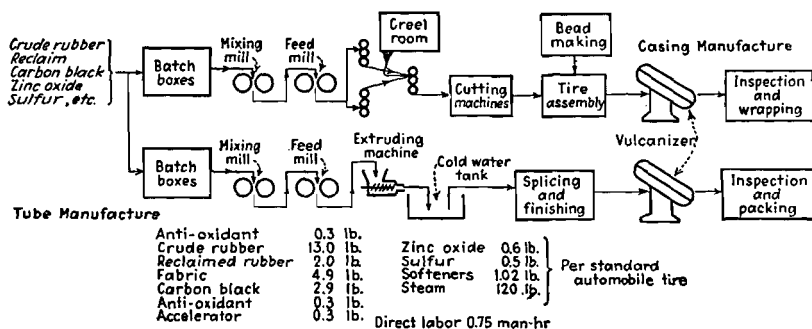 Crude rubber
Reclaim
Carbon black
Zinc oxide
Sulfur, etc.
Batch
boxes
Mixing
mill
Feed
mill
Creel
room
Cutting
machines
Bead
making
Tire
assembly
Casing Manufacture
Inspection
and
wrapping
Vulcanizer
Batch
boxes
Mixing
mill
Feed
mill
Extruding
machine
Cold water
tank
Splicing
and
finishing
Inspection
and
packing
Tube Manufacture
Anti-oxidant 0.3 lb.
Crude rubber 13.0 lb.
Reclaimed rubber 2.0 lb.
Fabric 4.9 lb.
Carbon black 2.9 lb.
Anti-oxidant 0.3 lb.
Accelerator 0.3 lb.
Zinc oxide 0.6 lb.
Sulfur 0.5 lb.
Softeners 1.02 lb.
Steam 120. lb.
Per standard
automobile tire
Direct labor 0.75 man-hr